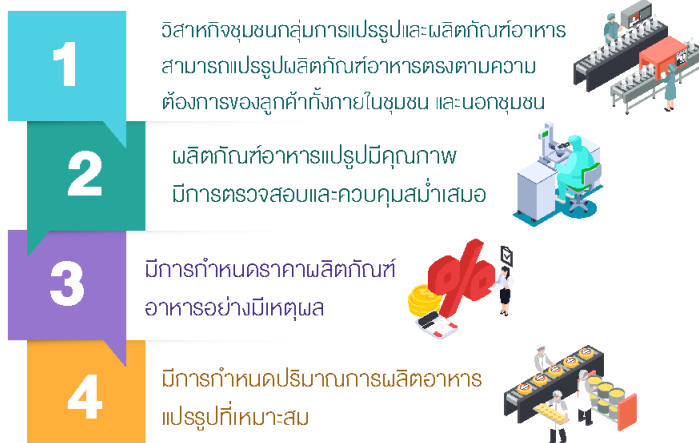 1
วิสาหกิจชุมชนกลุ่มการแปรรูปและผลิตภัณฑ์อาหาร
สามารถแปรรูปผลิตภัณฑ์อาหารตรงตามความ
ต้องการของลูกค้าทั้งภายในชุมชน และนอกชุมชน
2
ผลิตภัณฑ์อาหารแปรูปมีคุณภาพ
มีการตรวจสอบและควบคุมสม่ำเสมอ
3
มีการกำหนดราคาผลิตภัณฑ์
อาหารอย่างมีเหตุผล
4
มีการกำหนดปริมาณการผลิตอาหาร
แปรรูปที่เหมาะสม